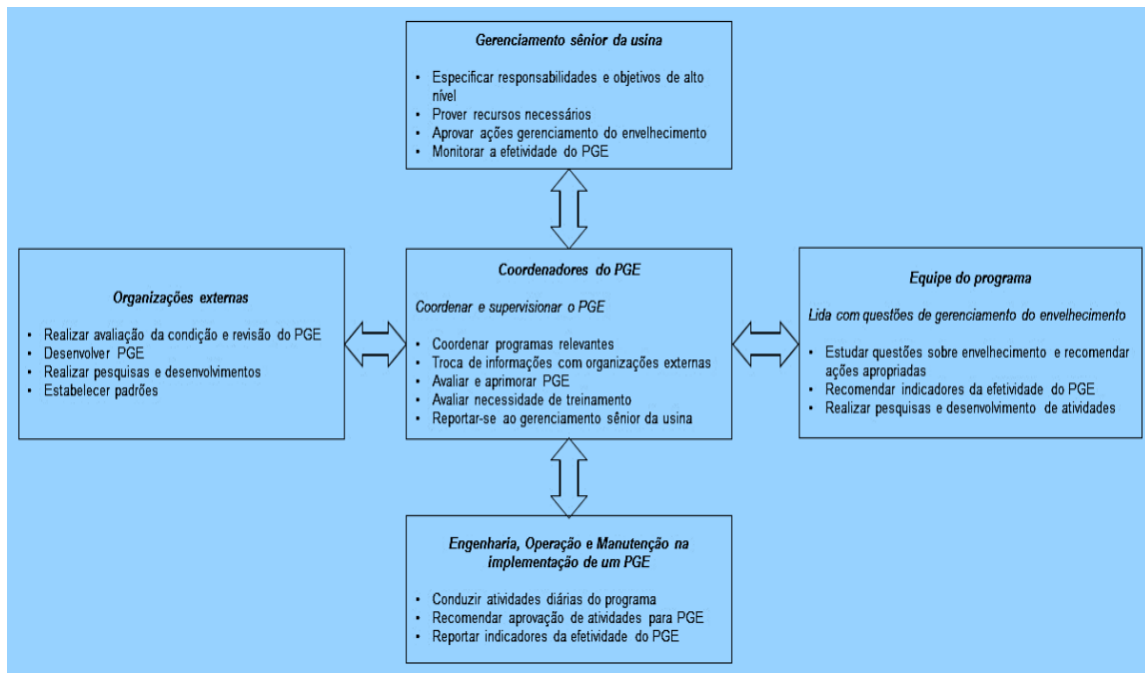 Gerenciamento sênior da usina
• Especificar responsabilidades e objetivos de alto
nível
• Prover recursos necessários
• Aprovar ações gerenciamento do envelhecimento
• Monitorar a efetividade do PGE
Organizações externas
• Realizar avaliação da condição e revisão do PGE
• Desenvolver PGE
• Realizar pesquisas e desenvolvimentos
• Estabelecer padrões
Coordenadores do PGE
Coordenar e supervisionar o PGE
• Coordenar programas relevantes
• Troca de informações com organizações externas
• Avaliar e aprimorar PGE
• Avaliar necessidade de treinamento
• Reportar-se ao gerenciamento sênior da usina
Equipe do programa
Lida com questões de gerenciamento do envelhecimento
• Estudar questões sobre envelhecimento e recomendar
ações apropriadas
• Recomendar indicadores da efetividade do PGE
• Realizar pesquisas e desenvolvimento de atividades
Engenharia, Operação e Manutenção na
implementação de um PGE
• Conduzir atividades diárias do programa
• Recomendar aprovação de atividades para PGE
• Reportar indicadores da efetividade do PGE